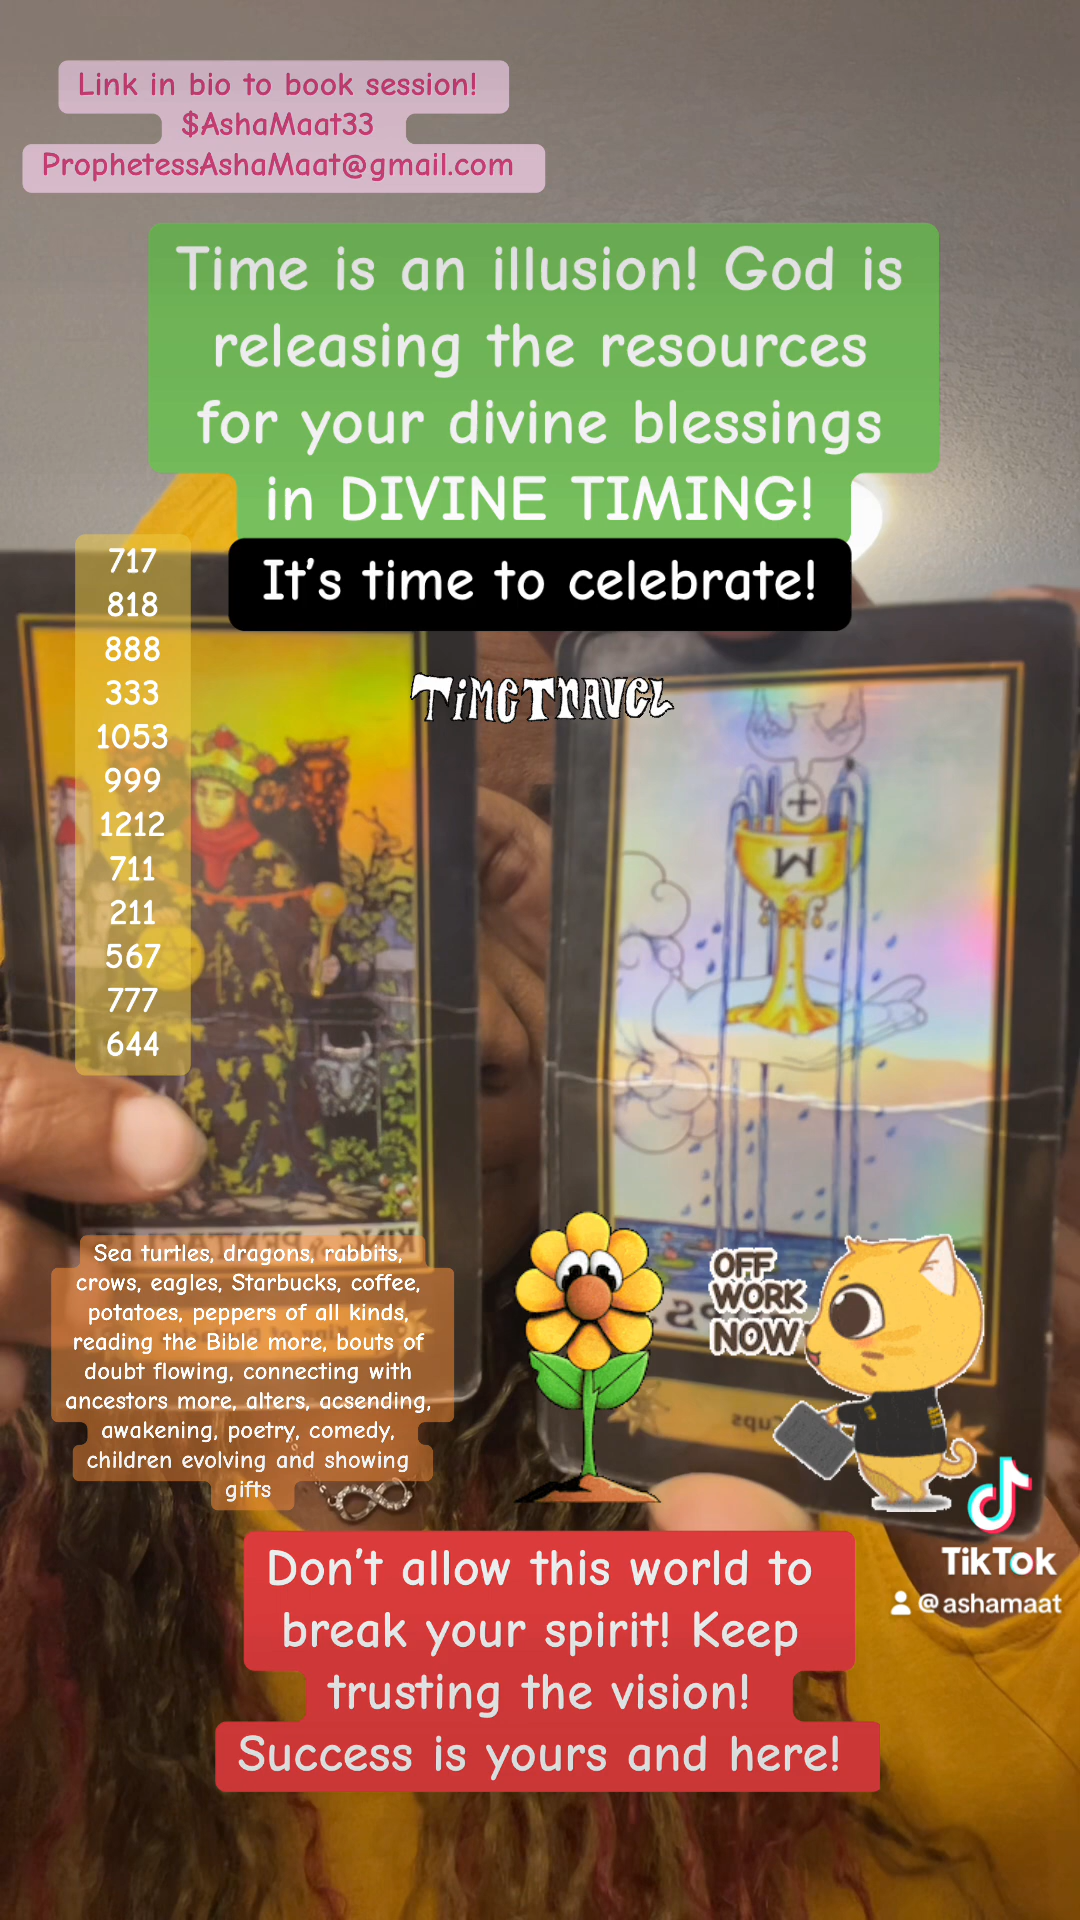 Link in bio to book session!
$AshaMaat33
ProphetessAshaMaat@gmail.com
Time is an illusion! God is
releasing the resources
for your divine blessings
in DIVINE TIMING!
It's time to celebrate!
717
818
888
333
1053
999
1212
711
211
567
777
644
TIMETRAVEL
KING of PENTACLES
Sea turtles, dragons, rabbits,
crows, eagles, Starbucks, coffee,
potatoes, peppers of all kinds,
reading the Bible more, bouts of
doubt flowing, connecting with
ancestors more, alters, acsending,
awakening, poetry, comedy,
children evolving and showing
gifts
OFF
WORK
NOW
Cups
TikTok
@ashamaat
Don't allow this world to
break your spirit! Keep
trusting the vision!
Success is yours and here!